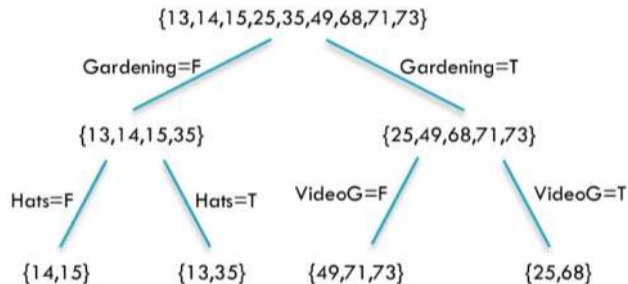 {13,14,15,25,35,49,68,71,73}
Gardening=F
Gardening=T
{13,14,15,35}
{25,49,68,71,73}
Hats=F
Hats=T
VideoG=F
VideoG=T
{14,15}
{13,35}
{49,71,73}
{25,68}